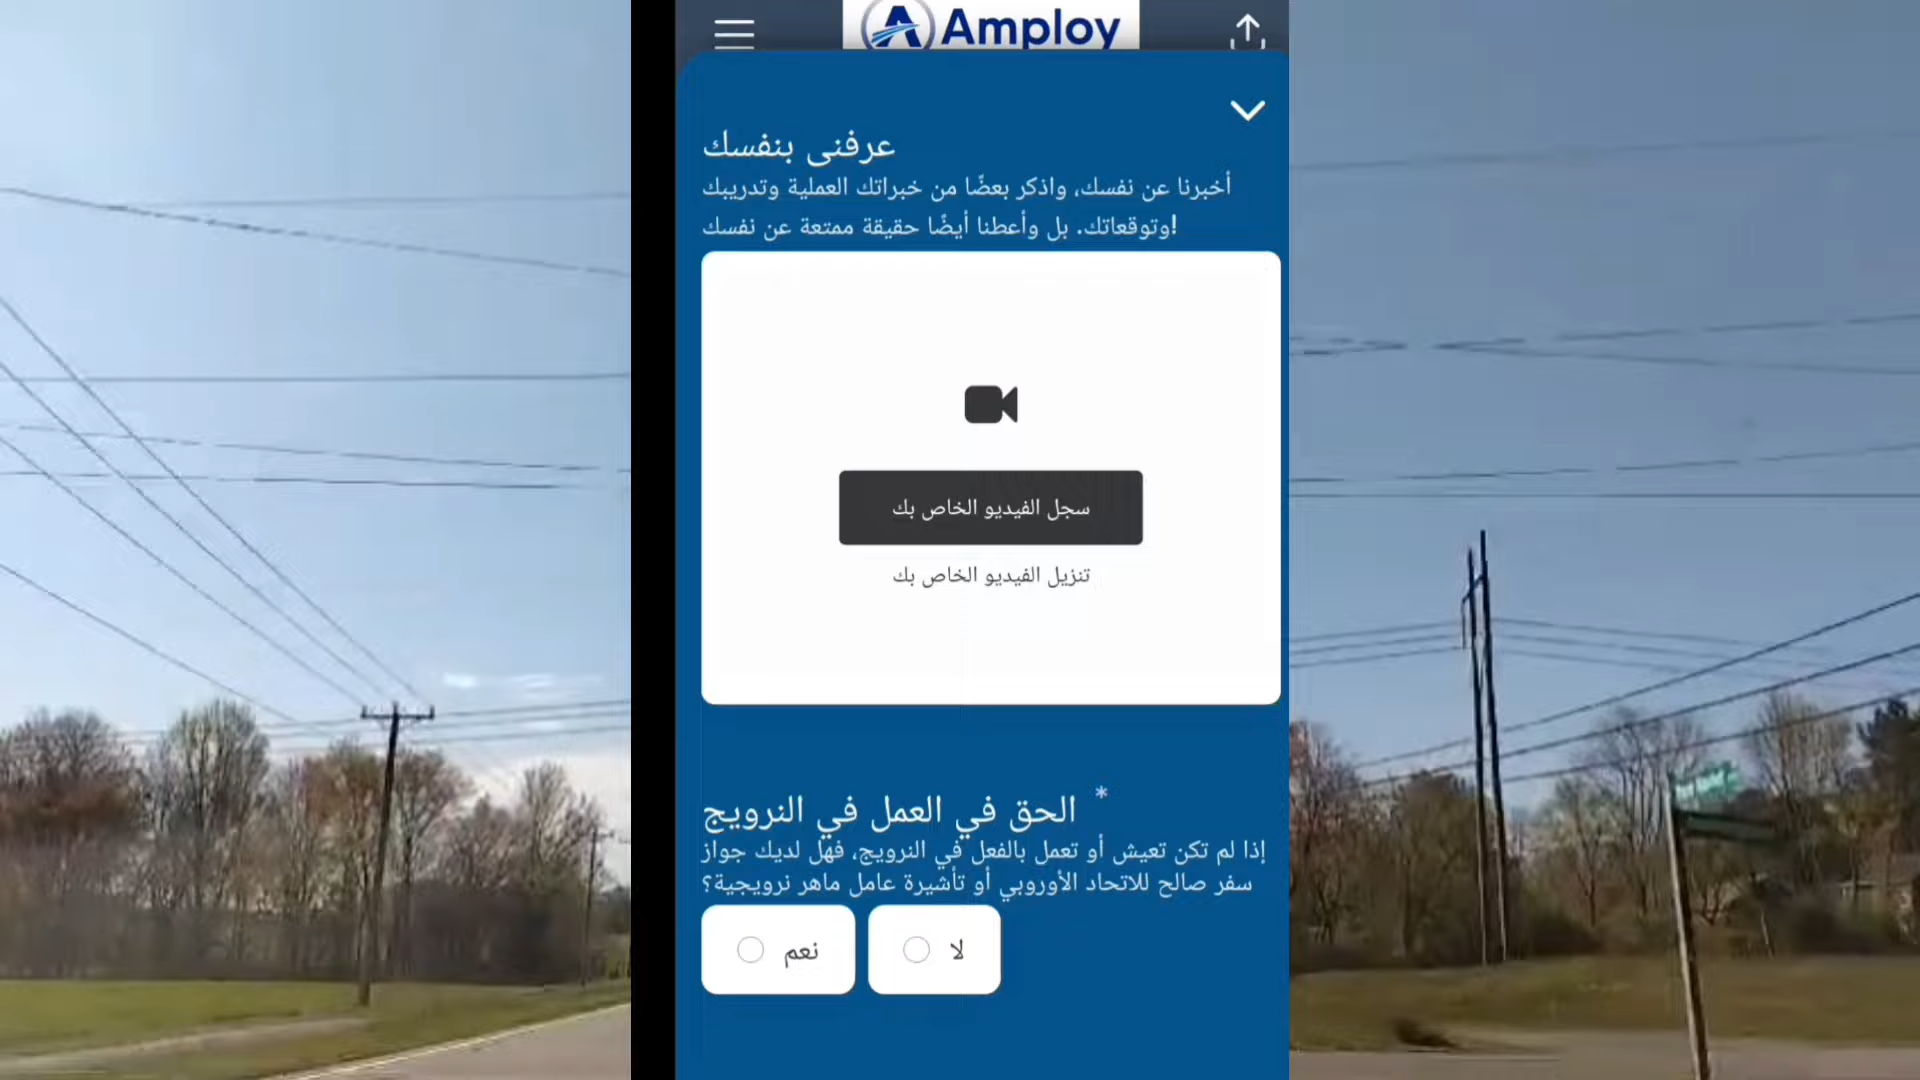 Amploy
عرفنى بنفسك
أخبرنا عن نفسك، واذكر بعضًا من خبراتك العملية وتدريبك
وتوقعاتك. بل وأعطنا أيضًا حقيقة ممتعة عن نفسك!
سجل الفيديو الخاص بك
تنزيل الفيديو الخاص بك
الحق في العمل في النرويج *
إذا لم تكن تعيش أو تعمل بالفعل في النرويج، فهل لديك جواز
سفر صالح للاتحاد الأوروبي أو تأشيرة عامل ماهر نرويجية؟
نعم
لا